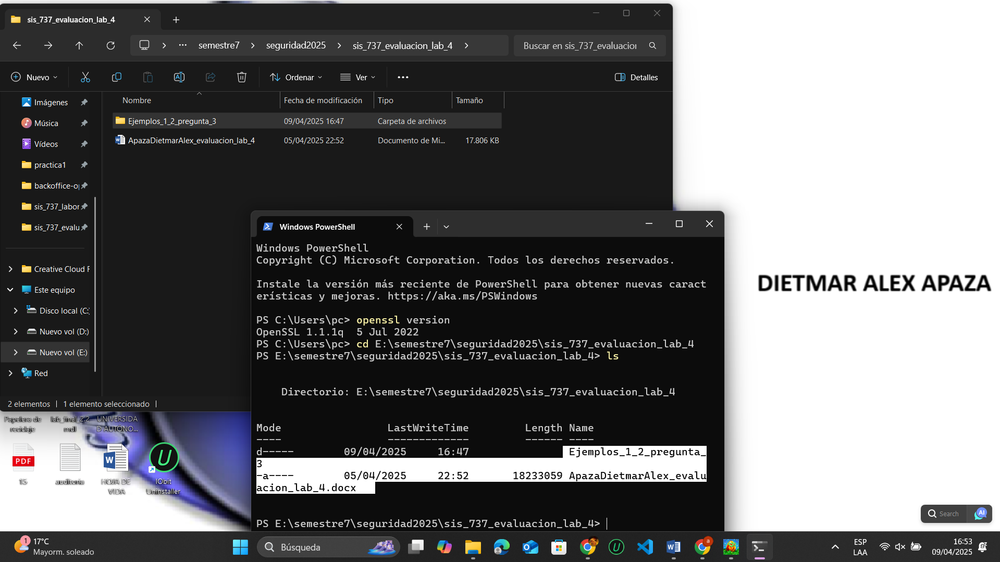 sis_737_evaluacion_lab_4
semestre7
seguridad2025
sis_737_evaluacion_lab_4
Buscar en sis_737_evaluacion
Nuevo
Ordenar
Ver
Detalles
Nombre
Fecha de modificación
Tipo
Tamaño
Ejemplos_1_2_pregunta_3
09/04/2025 16:47
Carpeta de archivos
ApazaDietmarAlex_evaluacion_lab_4
05/04/2025 22:52
Documento de Mi...
17.806 KB
Imágenes
Música
Vídeos
practica1
backoffice-o
sis_737_labor
sis_737_evalu
Creative Cloud F
Este equipo
Disco local (C:)
Nuevo vol (D:)
Nuevo vol (E:)
Red
2 elementos
1 elemento seleccionado
Windows PowerShell
Windows PowerShell
Copyright (C) Microsoft Corporation. Todos los derechos reservados.
Instale la versión más reciente de PowerShell para obtener nuevas caract
erísticas y mejoras. https://aka.ms/PSWindows
PS C:\Users\pc> openssl version
OpenSSL 1.1.1q  5 Jul 2022
PS C:\Users\pc> cd E:\semestre7\seguridad2025\sis_737_evaluacion_lab_4
PS E:\semestre7\seguridad2025\sis_737_evaluacion_lab_4> ls
Directorio: E:\semestre7\seguridad2025\sis_737_evaluacion_lab_4
Mode LastWriteTime Length Name
---- ------------- ------ ----
d----- 09/04/2025 16:47 Ejemplos_1_2_pregunta_
3
-a---- 05/04/2025 22:52 18233059 ApazaDietmarAlex_evalu
acion_lab_4.docx
PS E:\semestre7\seguridad2025\sis_737_evaluacion_lab_4>
DIETMAR ALEX APAZA
Papelera de
reciclaje
lab_final_2.2
mdl
UNIVERSIDA
D AUTÓNO...
PDF
15
auditoria
HOJA DE
VIDA
IObit
Uninstaller
Search
AI
1
17°C
Mayorm. soleado
Búsqueda
a
ESP
LAA
16:53
09/04/2025